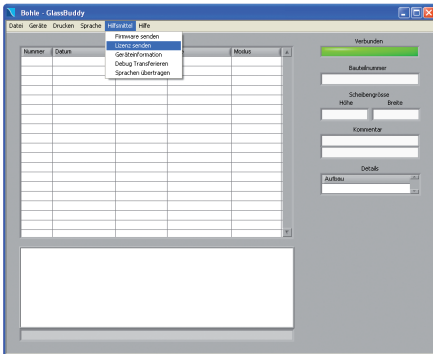 Bohle - GlassBuddy
Datei Geräte Drucken Sprache Hilfsmittel Hilfe
Firmware senden
Lizenz senden
Geräteinformation
Debug Transferieren
Sprachen übertragen
Nummer Datum Modus
Verbunden
Bauteilnummer
Scheibengrösse
Höhe Breite
Kommentar
Details
Aufbau